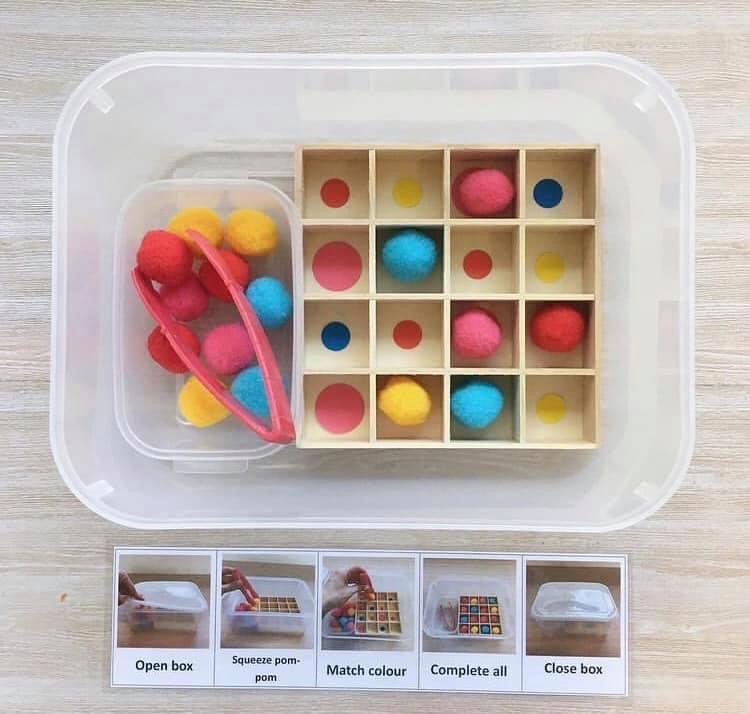 Open box
Squeeze pom-
pom
Match colour
Complete all
Close box